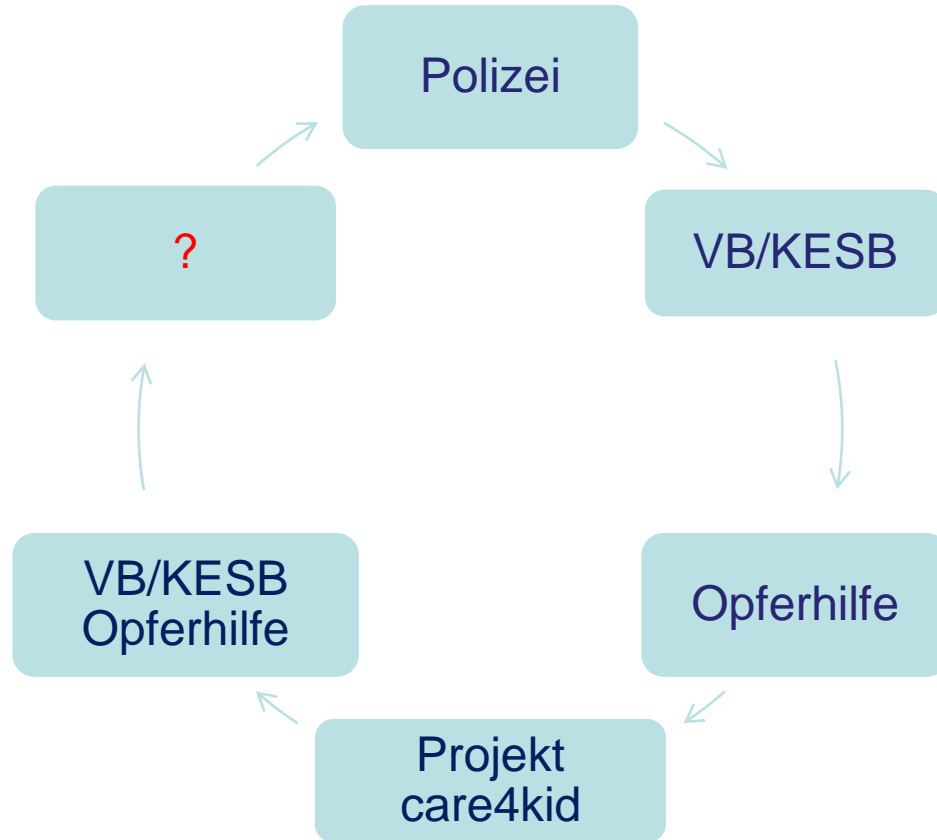 Polizei
VB/KESB
Opferhilfe
Projekt
care4kid
VB/KESB
Opferhilfe
?